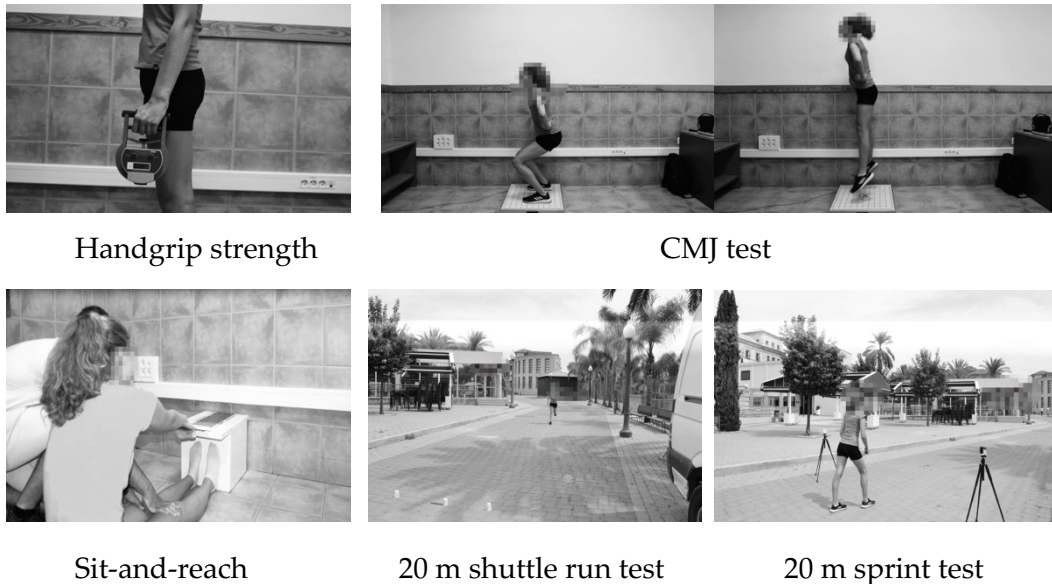 Handgrip strength
CMJ test
Sit-and-reach
20 m shuttle run test
20 m sprint test